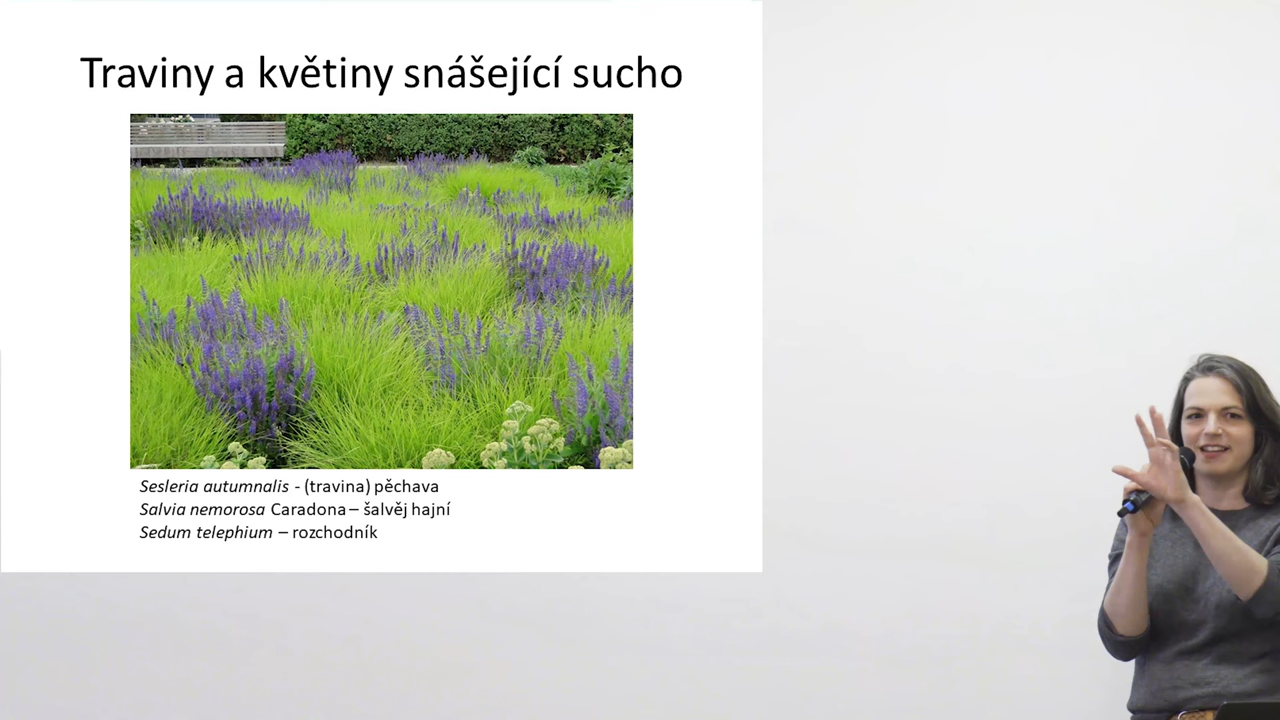 Traviny a květiny snášející sucho
Sesleria autumnalis - (travina) pěchava
Salvia nemorosa Caradona – šalvěj hajní
Sedum telephium – rozchodník